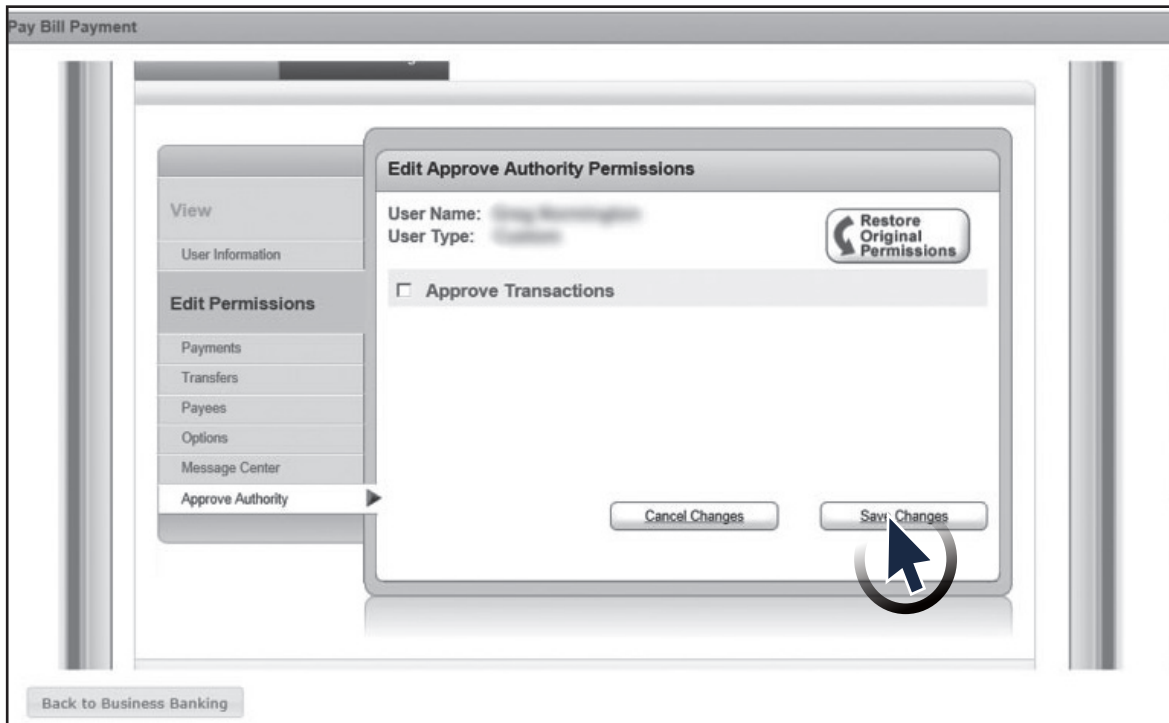 Pay Bill Payment
View
User Information
Edit Permissions
Payments
Transfers
Payees
Options
Message Center
Approve Authority
Edit Approve Authority Permissions
User Name:
User Type:
Restore
Original
Permissions
Approve Transactions
Cancel Changes
Save Changes
Back to Business Banking